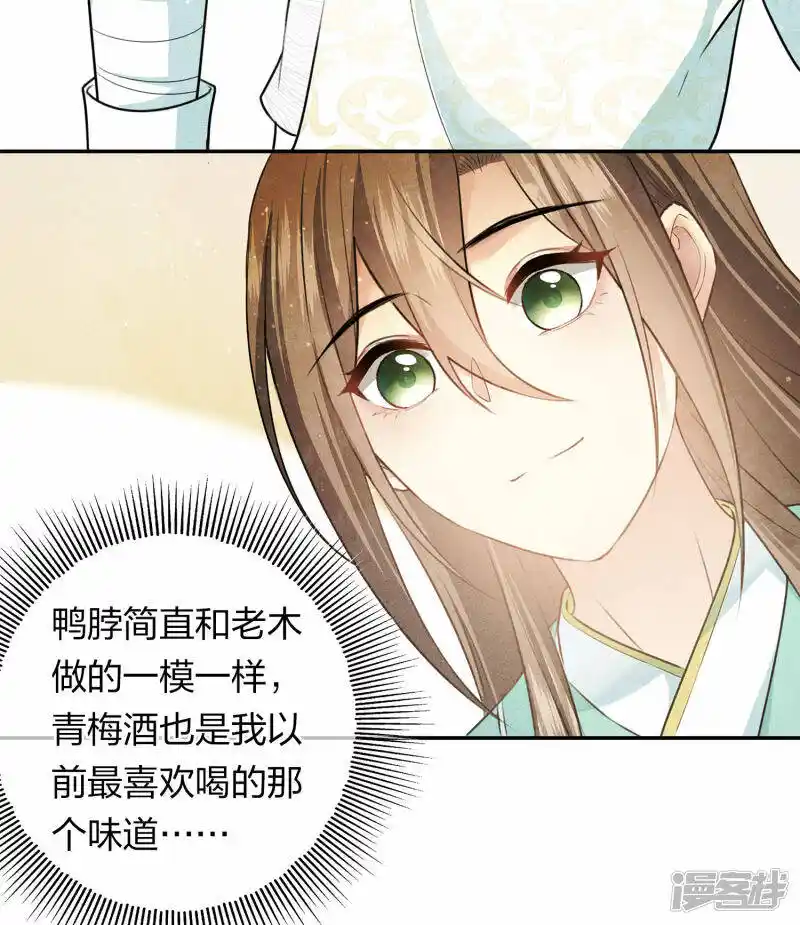 鸭脖简直和老木
做的一模一样，
青梅酒也是我以
前最喜欢喝的那
个味道……
漫客栈